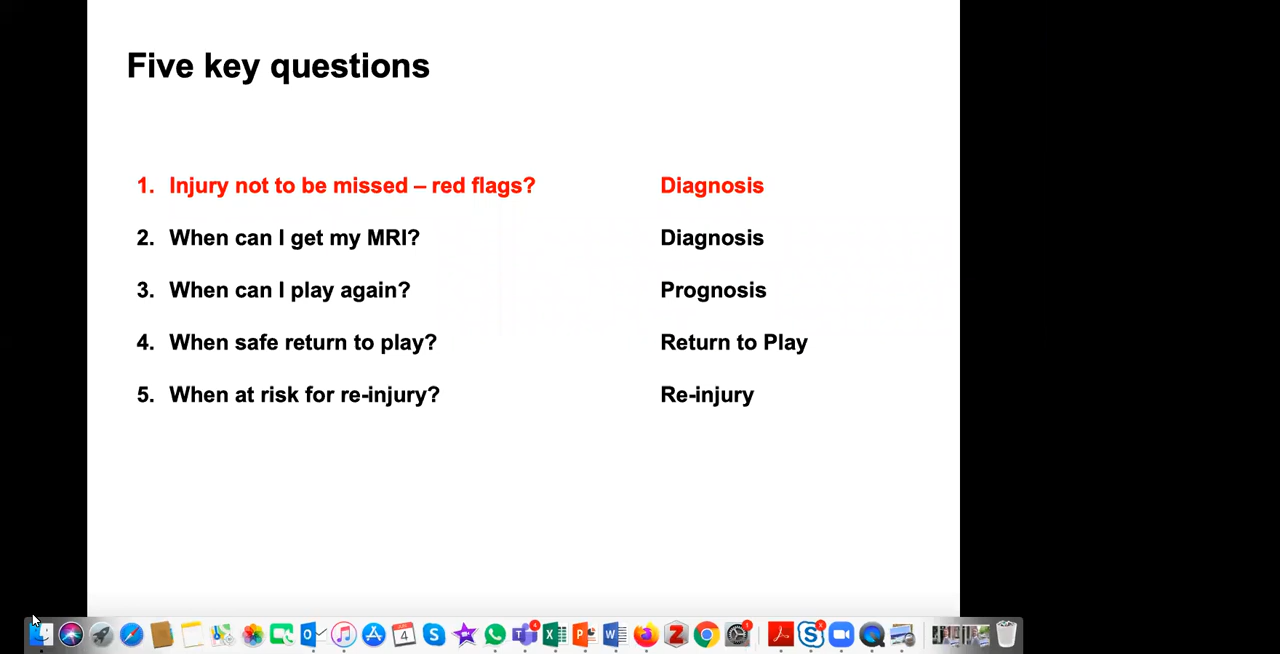 Five key questions
1. Injury not to be missed – red flags? Diagnosis
2. When can I get my MRI? Diagnosis
3. When can I play again? Prognosis
4. When safe return to play? Return to Play
5. When at risk for re-injury? Re-injury